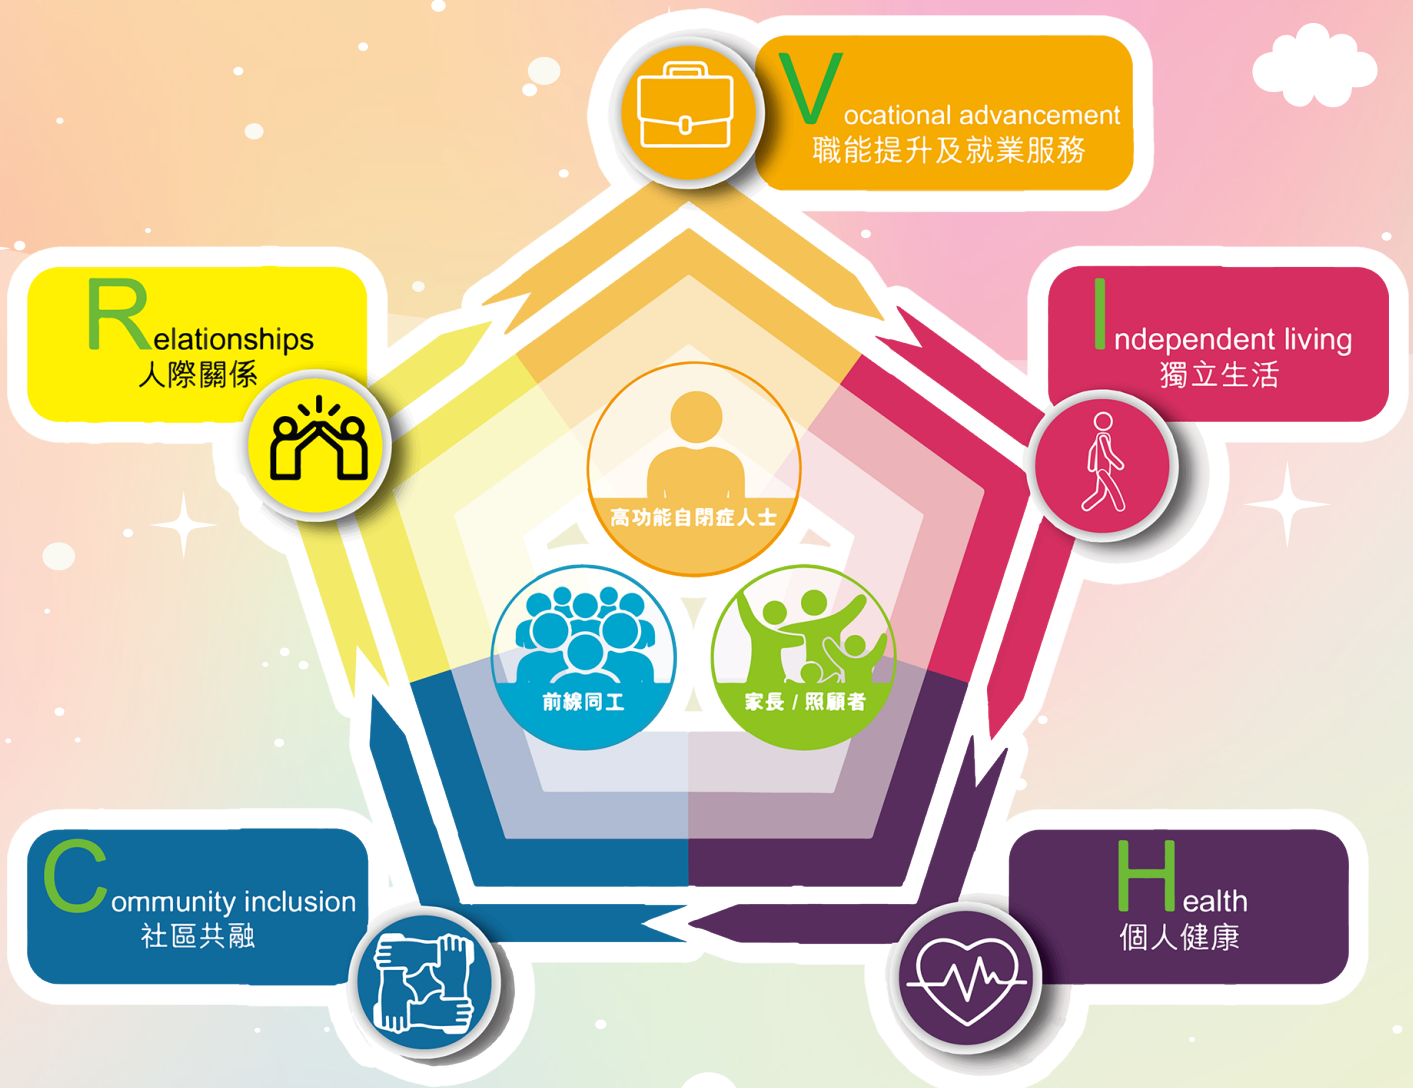 Vocational advancement
職能提升及就業服務
Relationships
人際關係
Independent living
獨立生活
高功能自閉症人士
前線同工
家長 / 照顧者
Community inclusion
社區共融
Health
個人健康